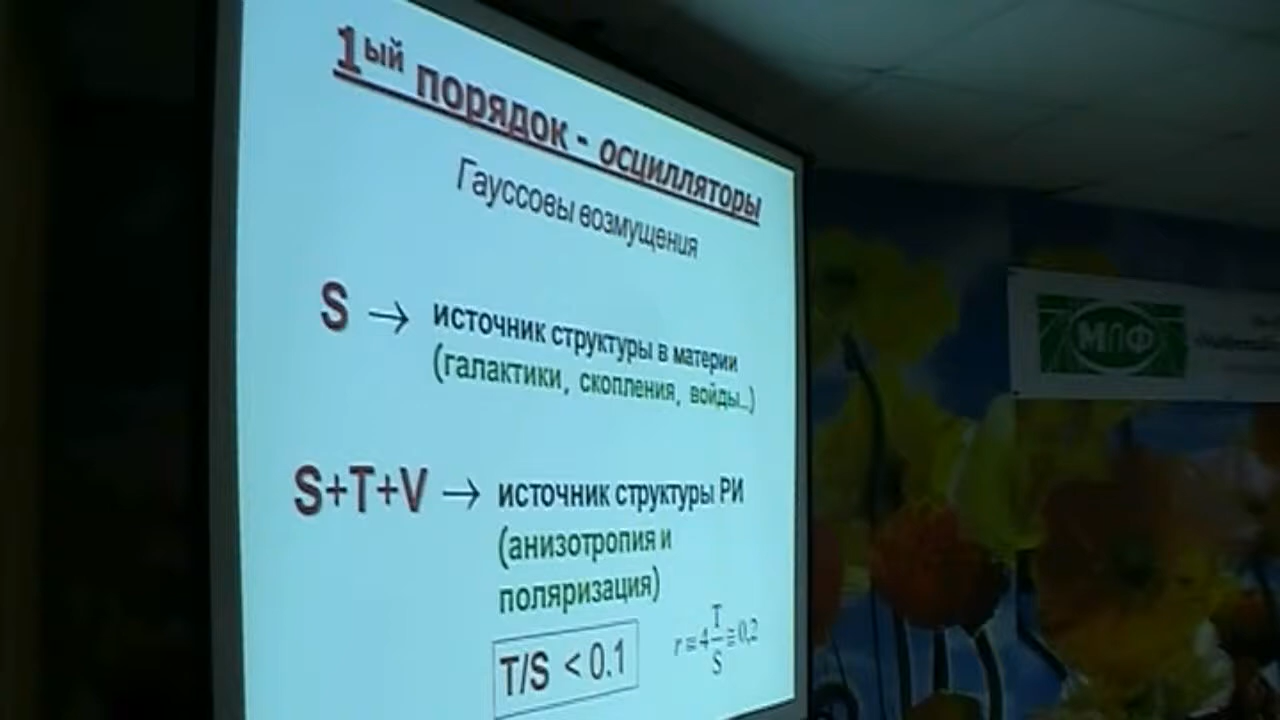 1ый порядок - осцилляторы
Гауссовы возмущения
S → источник структуры в материи
(галактики, скопления, войды...)
S+T+V → источник структуры РИ
(анизотропия и
поляризация)
T/S < 0.1
r ≡ 4 T/S ≅ 0,2
МЛФ